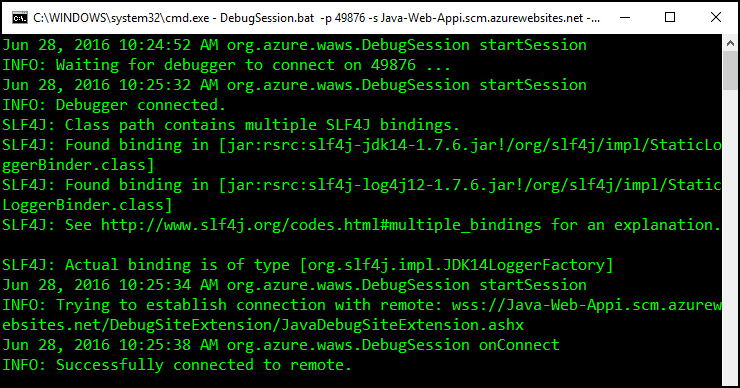 C:\WINDOWS\system32\cmd.exe - DebugSession.bat -p 49876 -s Java-Web-Appi.scm.azurewebsites.net -...
Jun 28, 2016 10:24:52 AM org.azure.waws.DebugSession startSession
INFO: Waiting for debugger to connect on 49876 ...
Jun 28, 2016 10:25:32 AM org.azure.waws.DebugSession startSession
INFO: Debugger connected.
SLF4J: Class path contains multiple SLF4J bindings.
SLF4J: Found binding in [jar:rsrc:slf4j-jdk14-1.7.6.jar!/org/slf4j/impl/StaticLo
ggerBinder.class]
SLF4J: Found binding in [jar:rsrc:slf4j-log4j12-1.7.6.jar!/org/slf4j/impl/Static
LoggerBinder.class]
SLF4J: See http://www.slf4j.org/codes.html#multiple_bindings for an explanation.
SLF4J: Actual binding is of type [org.slf4j.impl.JDK14LoggerFactory]
Jun 28, 2016 10:25:34 AM org.azure.waws.DebugSession startSession
INFO: Trying to establish connection with remote: wss://Java-Web-Appi.scm.azurew
ebsites.net/DebugSiteExtension/JavaDebugSiteExtension.ashx
Jun 28, 2016 10:25:38 AM org.azure.waws.DebugSession onConnect
INFO: Successfully connected to remote.